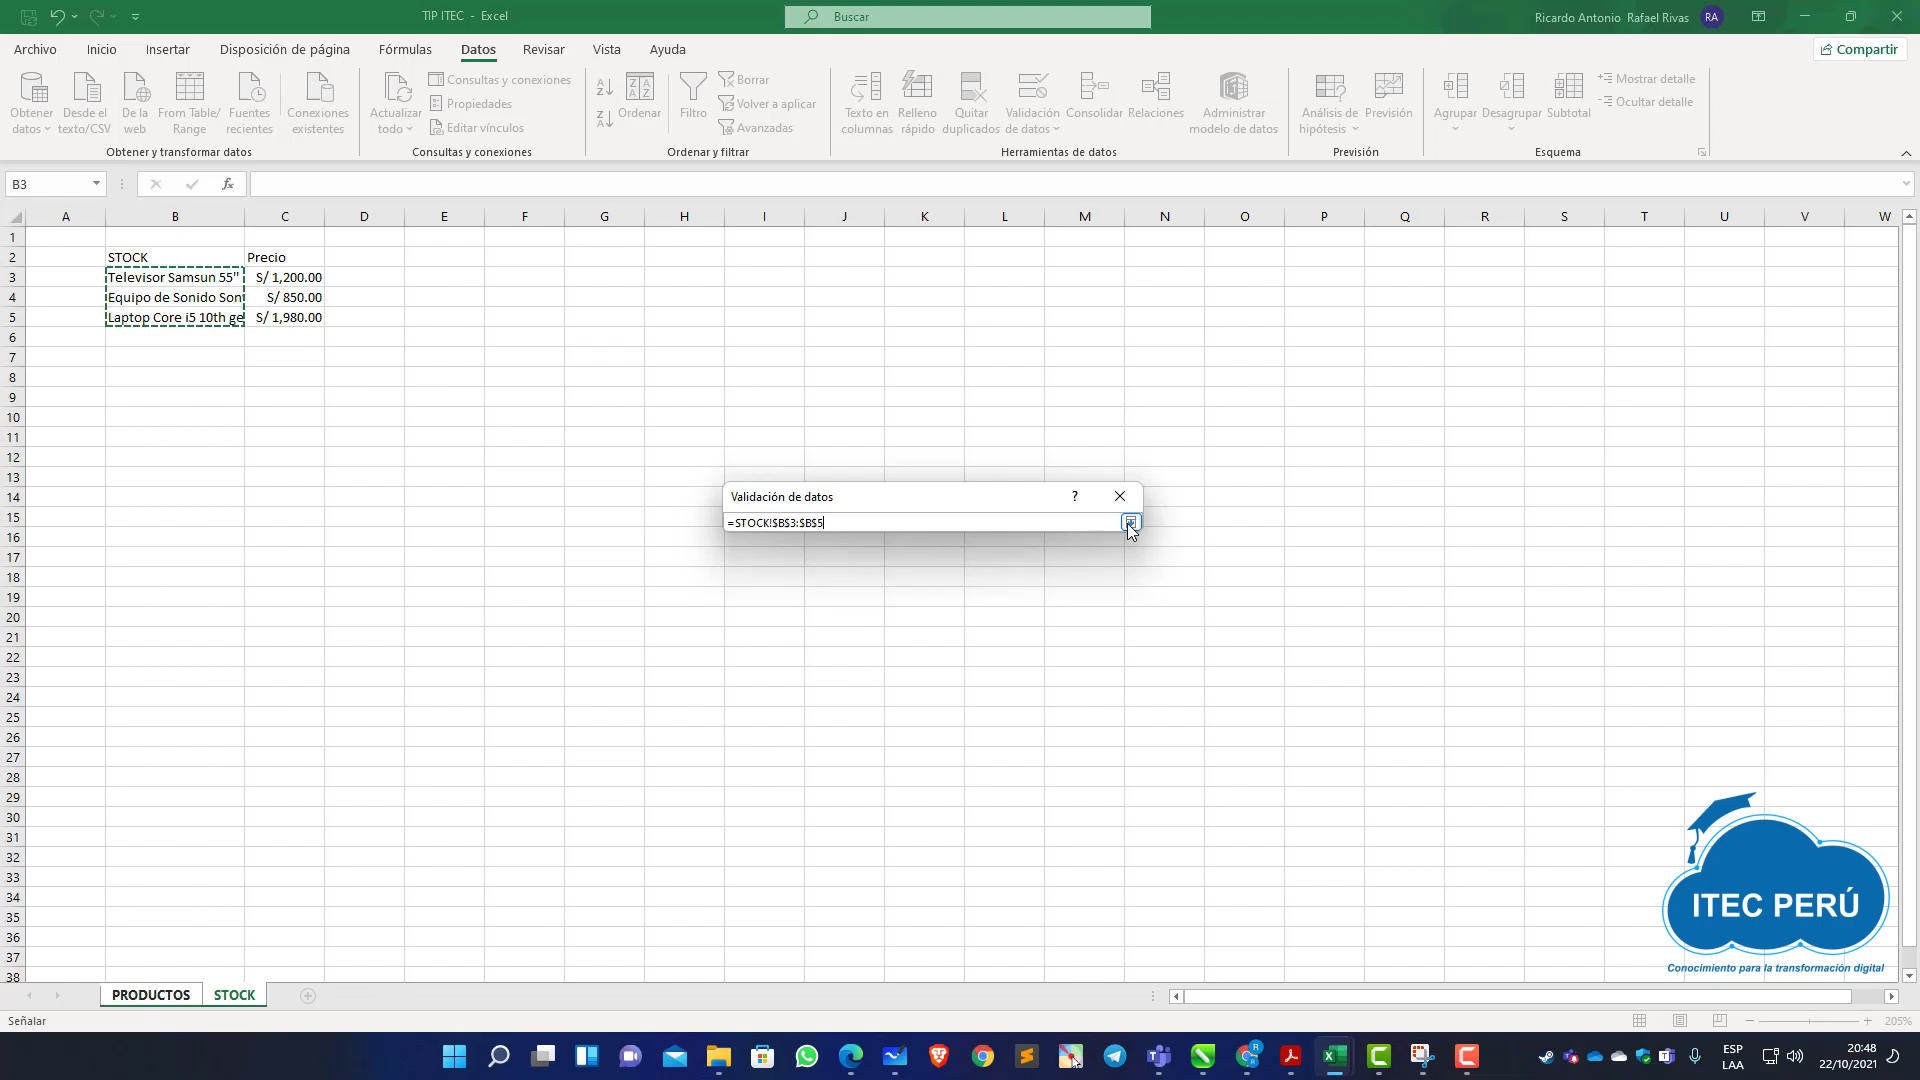 TIP ITEC - Excel
Buscar
Ricardo Antonio Rafael Rivas
RA
Archivo Inicio Insertar Disposición de página Fórmulas Datos Revisar Vista Ayuda
Compartir
Obtener datos
Desde el texto/CSV
De la web
From Table/ Range
Fuentes recientes
Conexiones existentes
Obtener y transformar datos
Actualizar todo
Consultas y conexiones
Propiedades
Editar vínculos
Consultas y conexiones
Ordenar
Filtro
Borrar
Volver a aplicar
Avanzadas
Ordenar y filtrar
Texto en columnas
Relleno rápido
Quitar duplicados
Validación de datos
Consolidar
Relaciones
Administrar modelo de datos
Herramientas de datos
Análisis de hipótesis
Previsión
Previsión
Agrupar
Desagrupar
Subtotal
Mostrar detalle
Ocultar detalle
Esquema
B3
fx
A B C D E F G H I J K L M N O P Q R S T U V W
1
2 STOCK Precio
3 Televisor Samsun 55" S/ 1,200.00
4 Equipo de Sonido Son S/ 850.00
5 Laptop Core i5 10th ge S/ 1,980.00
6
7
8
9
10
11
12
13
14
15
16
17
18
19
20
21
22
23
24
25
26
27
28
29
30
31
32
33
34
35
36
37
38
Validación de datos
?
=STOCK!$B$3:$B$5
ITEC PERÚ
Conocimiento para la transformación digital
PRODUCTOS STOCK
Señalar
205%
ESP
LAA
20:48
22/10/2021